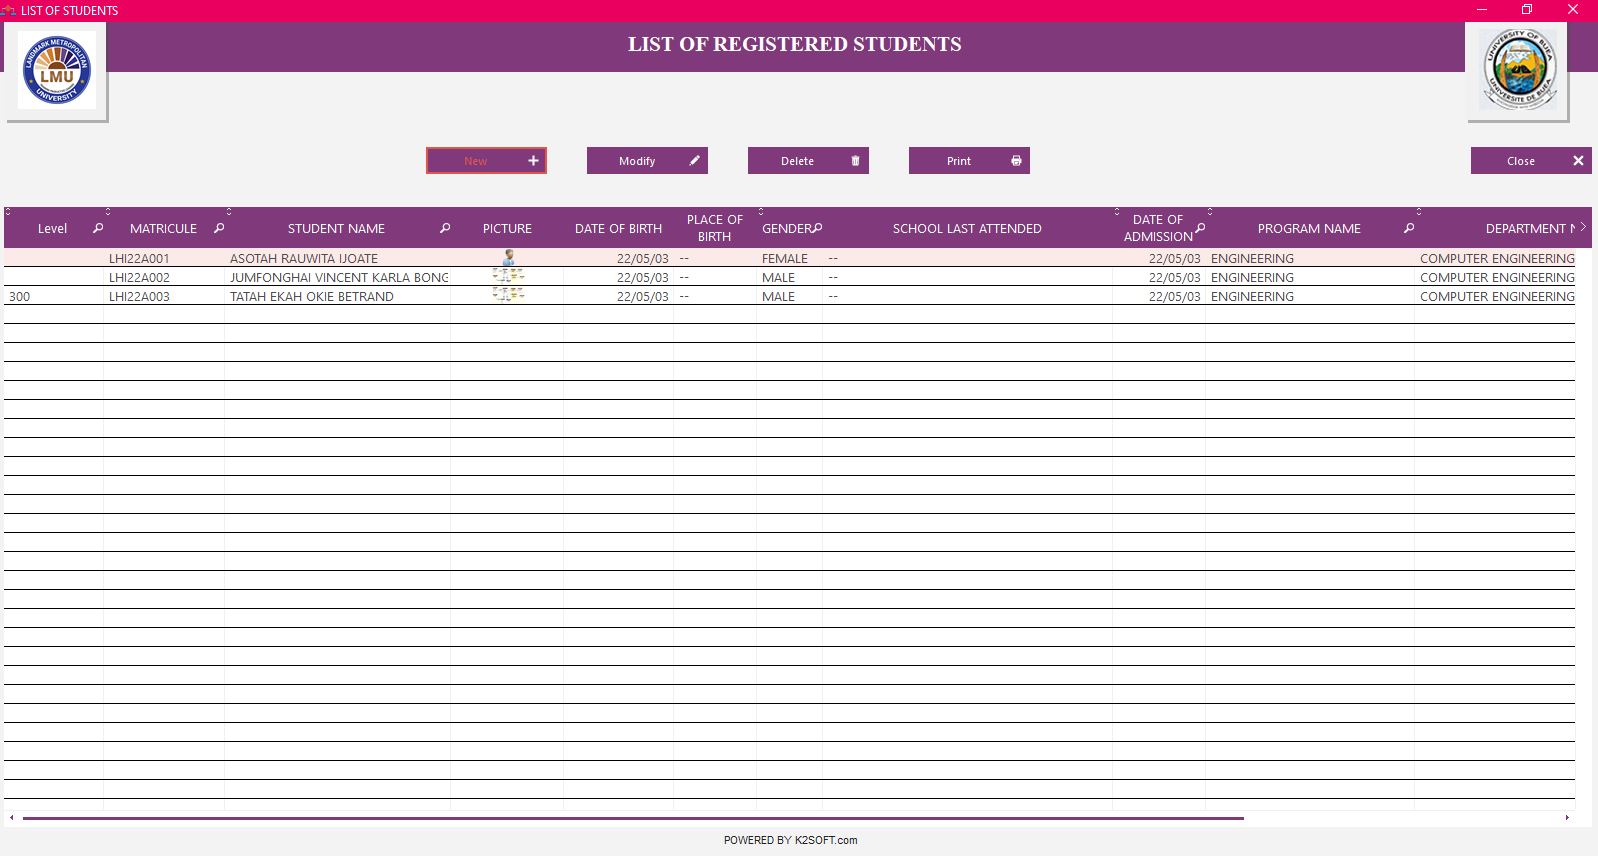 LIST OF STUDENTS
LANDMARK METROPOLITAN
LMU
UNIVERSITY
LIST OF REGISTERED STUDENTS
UNIVERSITY OF BUEA
UNIVERSITE DE BUEA
New Modify Delete Print Close
Level MATRICULE STUDENT NAME PICTURE DATE OF BIRTH PLACE OF BIRTH GENDER SCHOOL LAST ATTENDED DATE OF ADMISSION PROGRAM NAME DEPARTMENT N
LHI22A001 ASOTAH RAUWITA IJOATE 22/05/03 -- FEMALE -- 22/05/03 ENGINEERING COMPUTER ENGINEERING
LHI22A002 JUMFONGHAI VINCENT KARLA BONG 22/05/03 -- MALE -- 22/05/03 ENGINEERING COMPUTER ENGINEERING
300 LHI22A003 TATAH EKAH OKIE BETRAND 22/05/03 -- MALE -- 22/05/03 ENGINEERING COMPUTER ENGINEERING
POWERED BY K2SOFT.com